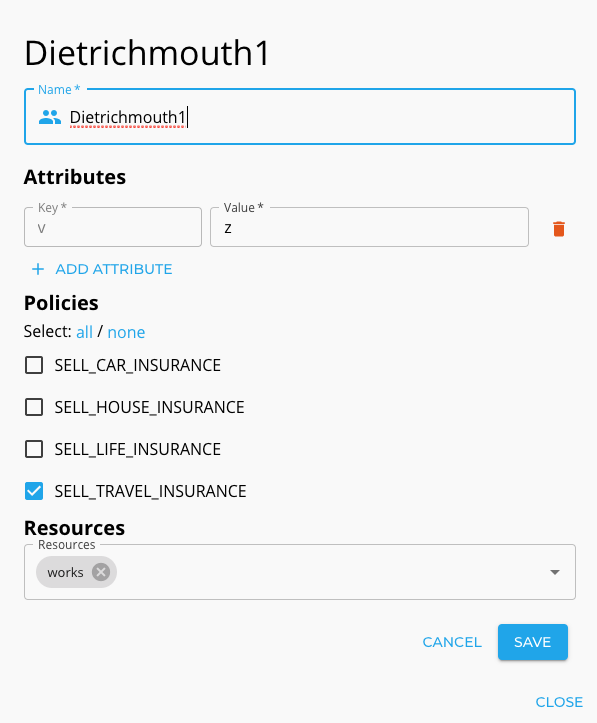 Dietrichmouth1
Name *
Dietrichmouth1
Attributes
Key * Value *
V z
+ ADD ATTRIBUTE
Policies
Select: all / none
SELL_CAR_INSURANCE
SELL_HOUSE_INSURANCE
SELL_LIFE_INSURANCE
SELL_TRAVEL_INSURANCE
Resources
Resources
works
CANCEL SAVE
CLOSE